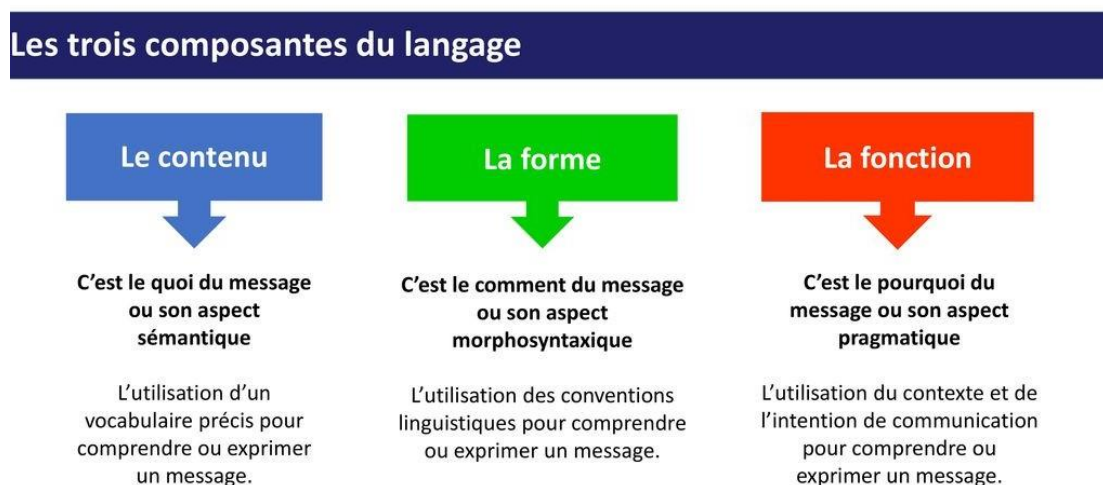 Les trois composantes du langage
Le contenu
C’est le quoi du message
ou son aspect
sémantique
L’utilisation d’un
vocabulaire précis pour
comprendre ou exprimer
un message.
La forme
C’est le comment du message
ou son aspect
morphosyntaxique
L’utilisation des conventions
linguistiques pour comprendre
ou exprimer un message.
La fonction
C’est le pourquoi du
message ou son aspect
pragmatique
L’utilisation du contexte et de
l’intention de communication
pour comprendre ou
exprimer un message.